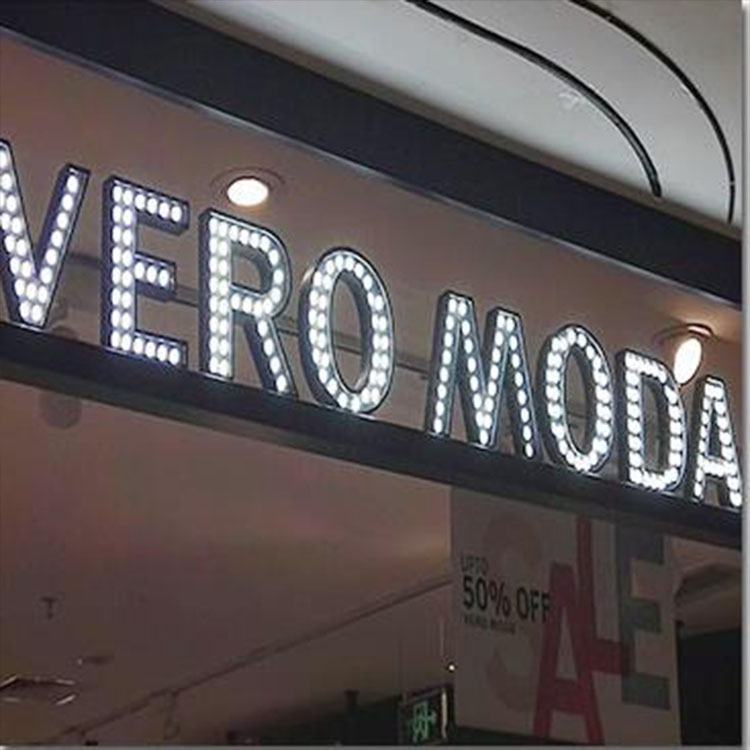 VERO MODA
UPTO
50% OFF
VERO MODA
SALE